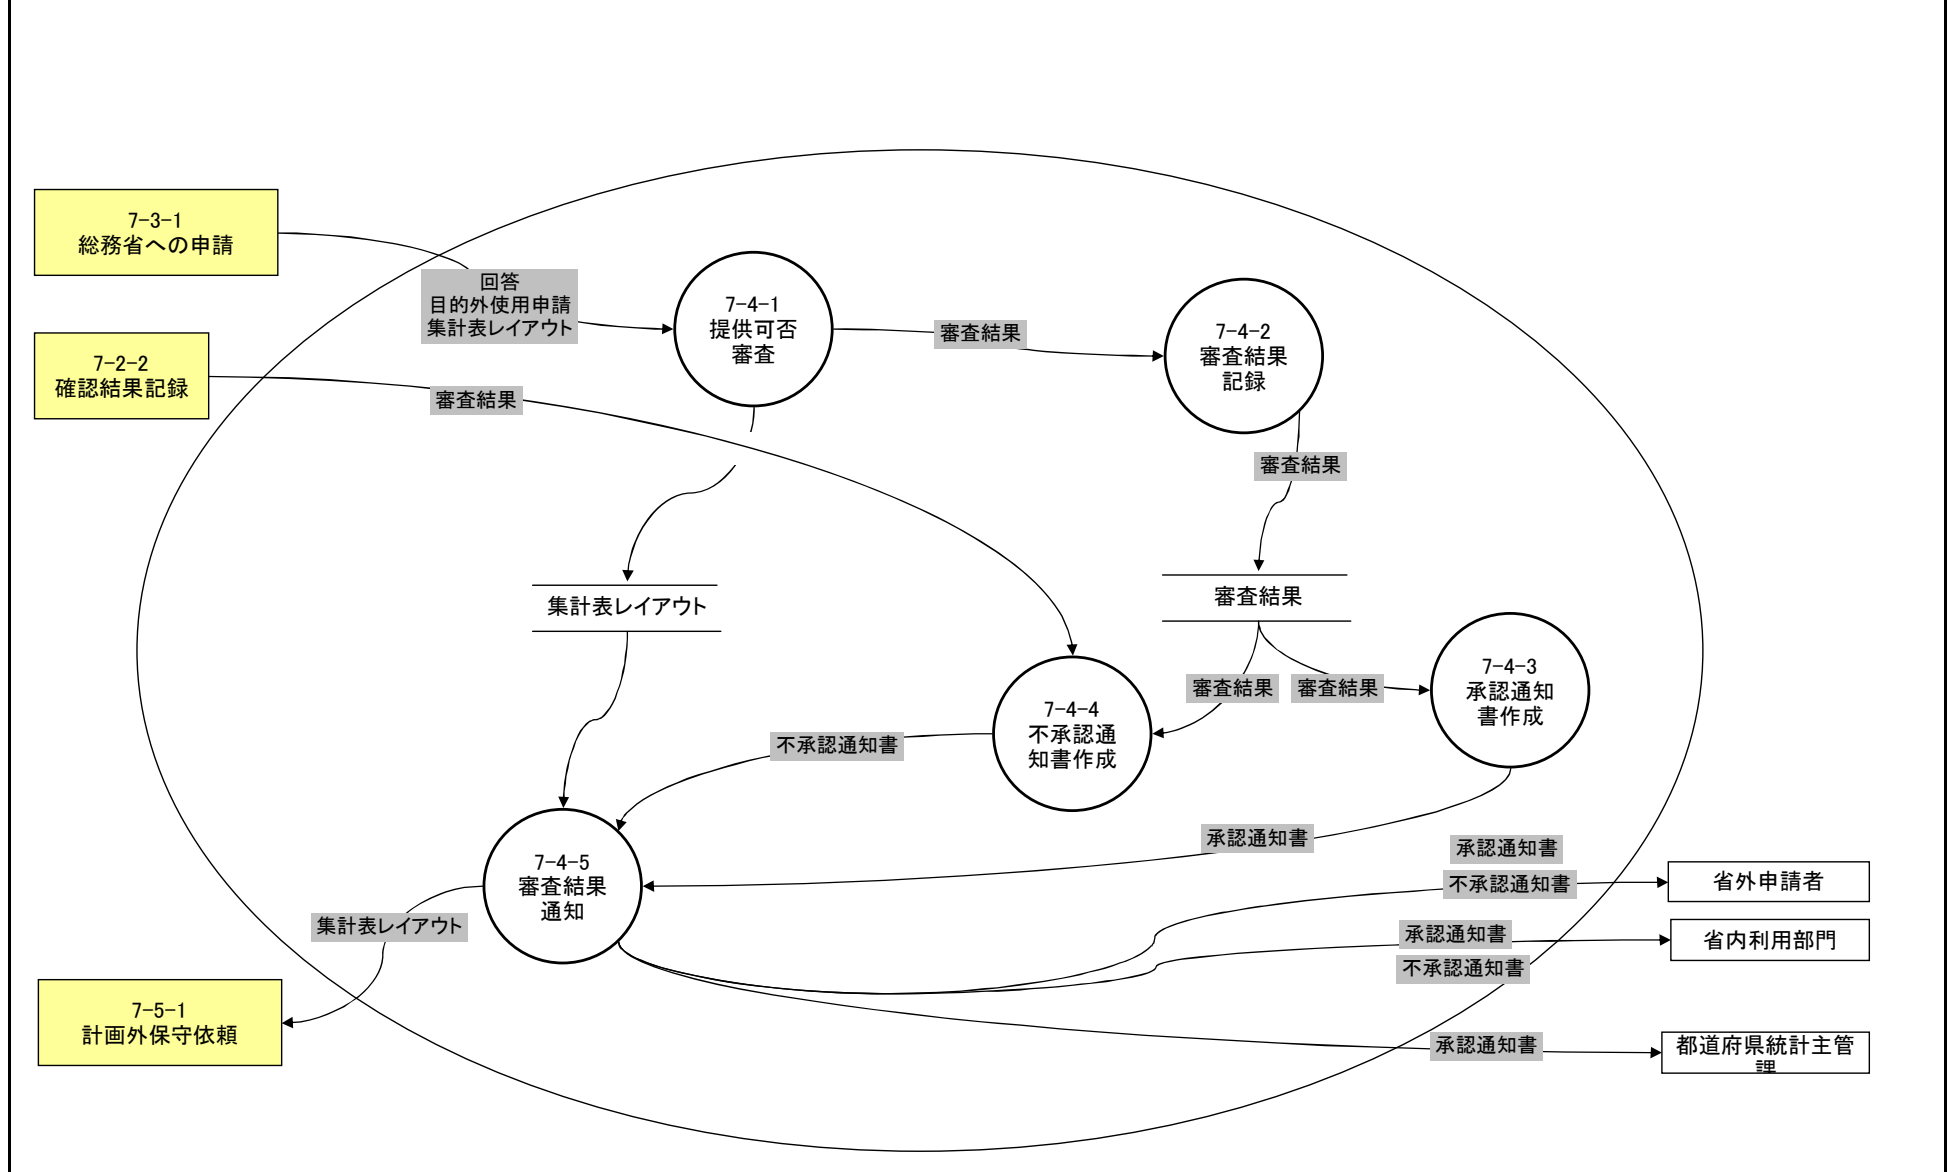 7-3-1
総務省への申請
回答
目的外使用申請
集計表レイアウト
7-4-1
提供可否
審査
審査結果
7-4-2
審査結果
記録
7-2-2
確認結果記録
審査結果
審査結果
集計表レイアウト
審査結果
審査結果
審査結果
7-4-3
承認通知
書作成
7-4-4
不承認通
知書作成
不承認通知書
承認通知書
承認通知書
不承認通知書
省外申請者
7-4-5
審査結果
通知
集計表レイアウト
承認通知書
不承認通知書
省内利用部門
7-5-1
計画外保守依頼
承認通知書
都道府県統計主管
課